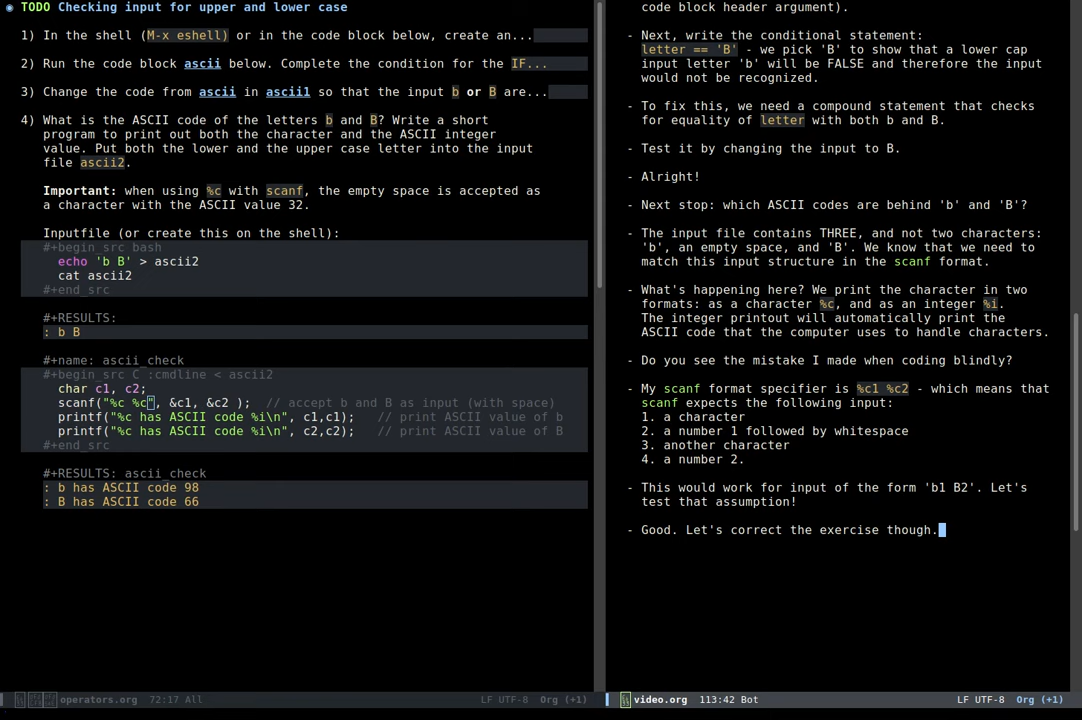 ◉ TODO Checking input for upper and lower case
1) In the shell (M-x eshell) or in the code block below, create an...
2) Run the code block ascii below. Complete the condition for the IF...
3) Change the code from ascii in ascii1 so that the input b or B are...
4) What is the ASCII code of the letters b and B? Write a short
program to print out both the character and the ASCII integer
value. Put both the lower and the upper case letter into the input
file ascii2.
Important: when using %c with scanf, the empty space is accepted as
a character with the ASCII value 32.
Inputfile (or create this on the shell):
#+begin_src bash
echo 'b B' > ascii2
cat ascii2
#+end_src
#+RESULTS:
: b B
#+name: ascii_check
#+begin_src C :cmdline < ascii2
char c1, c2;
scanf("%c %c", &c1, &c2 );  // accept b and B as input (with space)
printf("%c has ASCII code %i\n", c1,c1);   // print ASCII value of b
printf("%c has ASCII code %i\n", c2,c2);   // print ASCII value of B
#+end_src
#+RESULTS: ascii_check
: b has ASCII code 98
: B has ASCII code 66
operators.org  72:17 All  LF UTF-8  Org (+1)
code block header argument).
- Next, write the conditional statement:
letter == 'B' - we pick 'B' to show that a lower cap
input letter 'b' will be FALSE and therefore the input
would not be recognized.
- To fix this, we need a compound statement that checks
for equality of letter with both b and B.
- Test it by changing the input to B.
- Alright!
- Next stop: which ASCII codes are behind 'b' and 'B'?
- The input file contains THREE, and not two characters:
'b', an empty space, and 'B'. We know that we need to
match this input structure in the scanf format.
- What's happening here? We print the character in two
formats: as a character %c, and as an integer %i.
The integer printout will automatically print the
ASCII code that the computer uses to handle characters.
- Do you see the mistake I made when coding blindly?
- My scanf format specifier is %c1 %c2 - which means that
scanf expects the following input:
1. a character
2. a number 1 followed by whitespace
3. another character
4. a number 2.
- This would work for input of the form 'b1 B2'. Let's
test that assumption!
- Good. Let's correct the exercise though.
video.org  113:42 Bot  LF UTF-8  Org (+1)